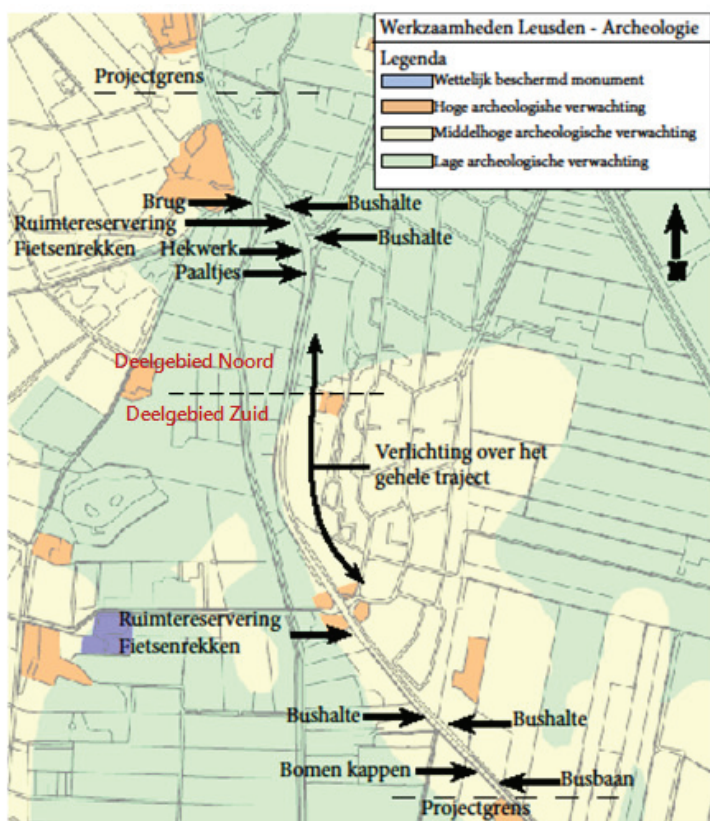 Werkzaamheden Leusden - Archeologie
Legenda
Wettelijk beschermd monument
Hoge archeologishe verwachting
Middelhoge archeologische verwachting
Lage archeologische verwachting
Projectgrens
Brug
Bushalte
Ruimtereservering
Fietsenrekken
Hekwerk
Bushalte
Paaltjes
Deelgebied Noord
Deelgebied Zuid
Verlichting over het
gehele traject
Ruimtereservering
Fietsenrekken
Bushalte
Bushalte
Bomen kappen
Busbaan
Projectgrens